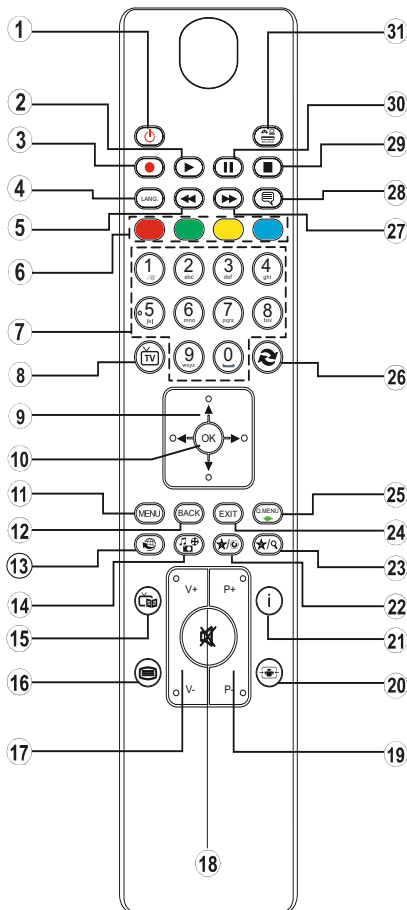 1
31
2
30
3
29
4
LANG.
28
5
27
6
1 2 3 4
./@ abc def ghi
7
5 6 7 8
jkl mno pqrs tuv
8
TV
9 0
wxyz
26
9
10
OK
11
MENU BACK EXIT Q.MENU
25
12
24
13
23
14
22
15
V+ P+
i
21
16
20
V- P-
17
19
18